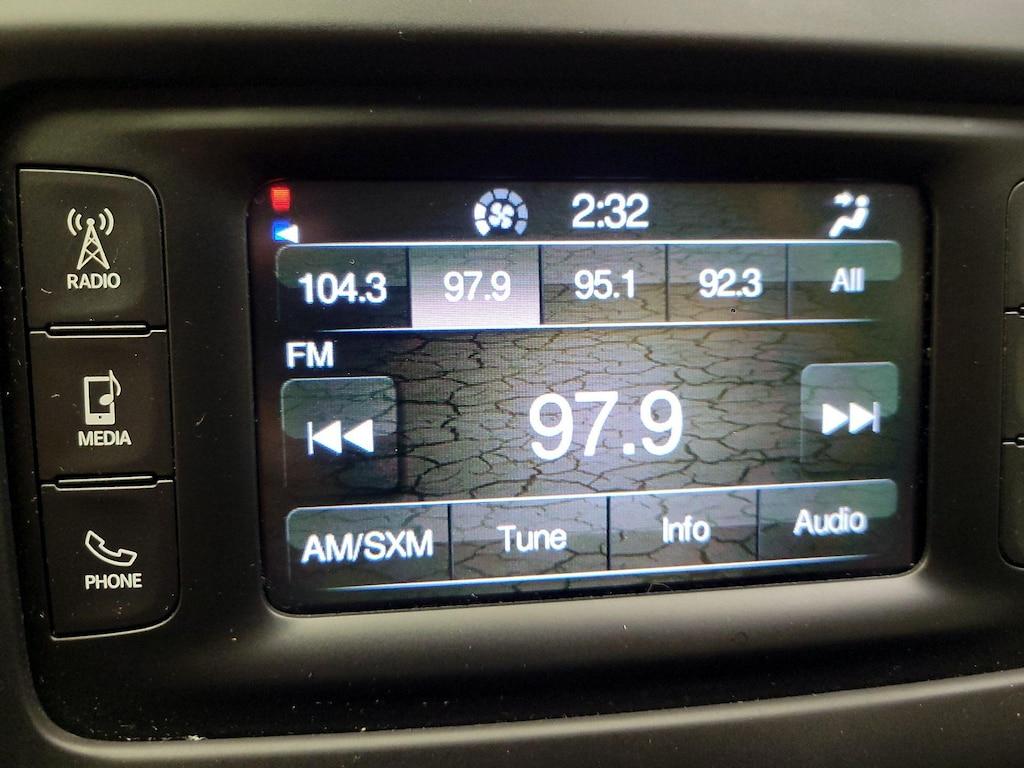 2:32
104.3 97.9 95.1 92.3 All
FM
97.9
AM/SXM Tune Info Audio
RADIO
MEDIA
PHONE